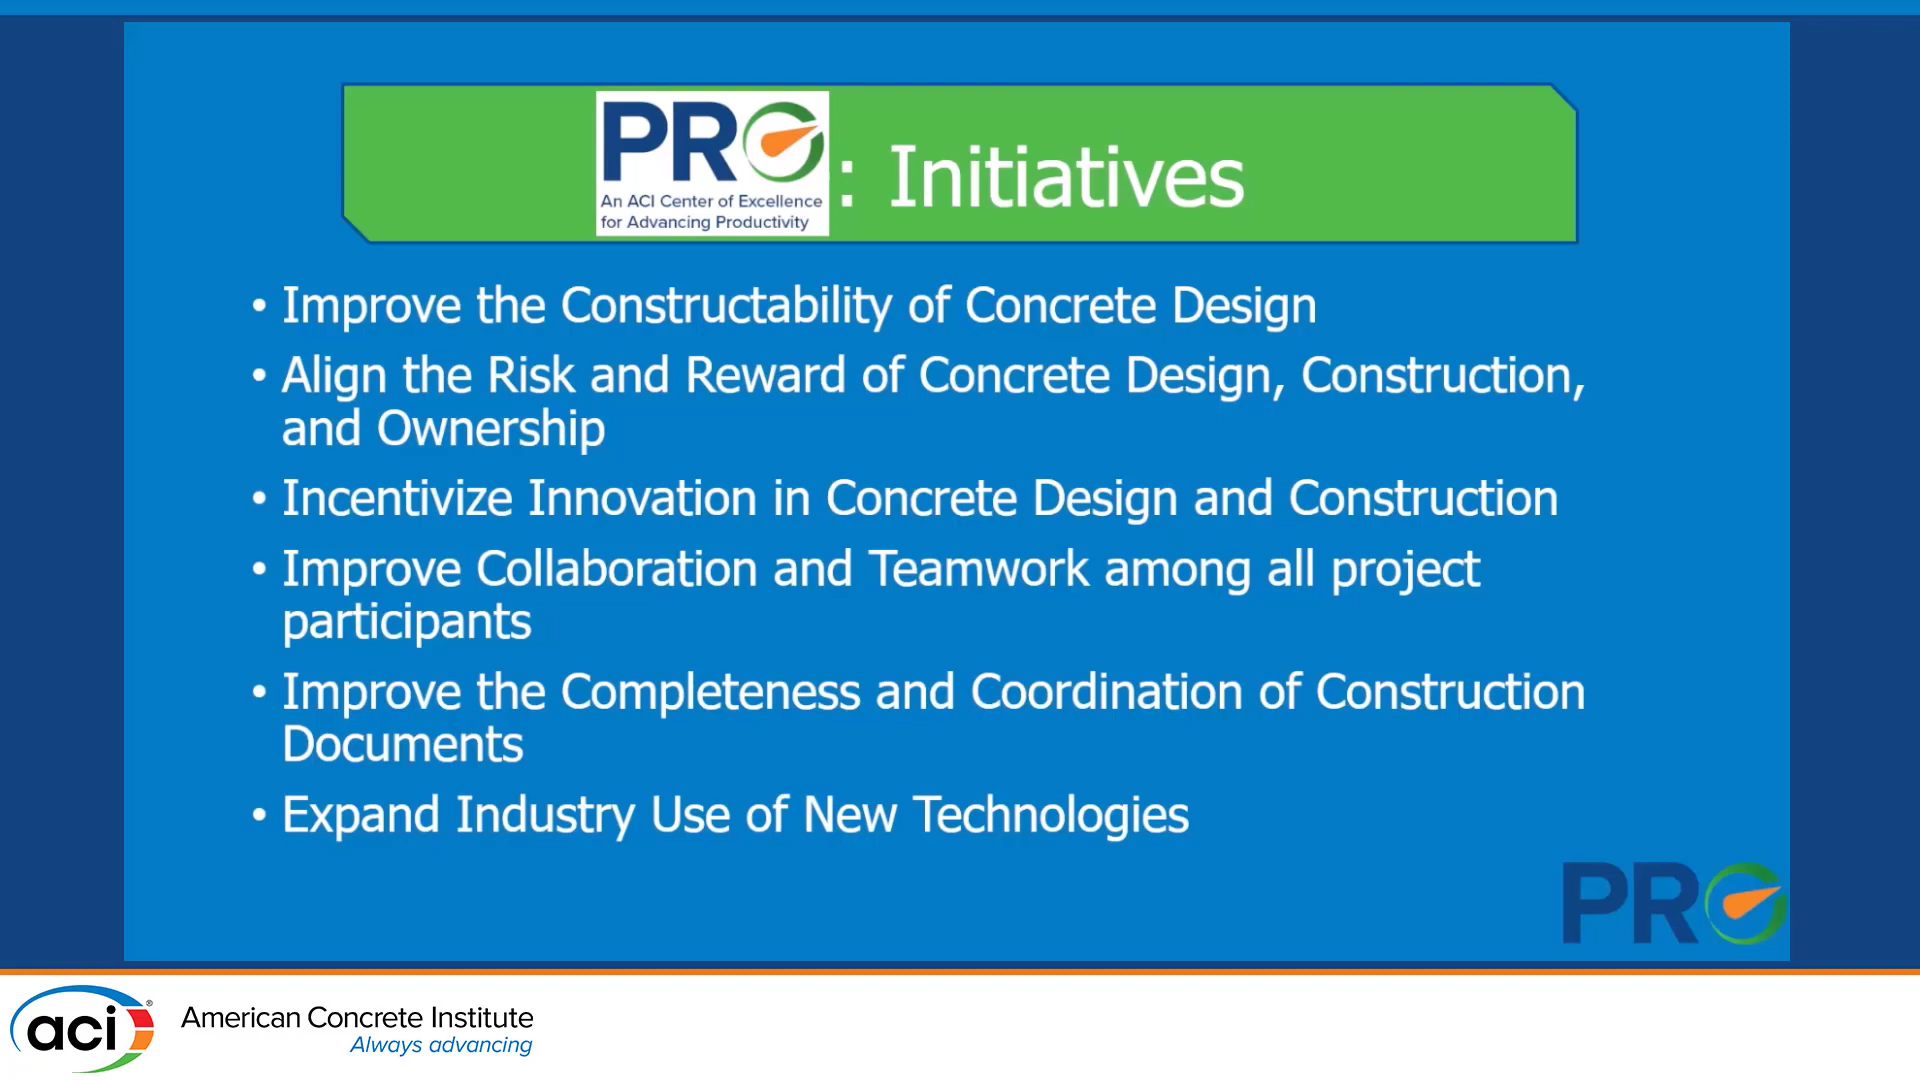 PRO
An ACI Center of Excellence
for Advancing Productivity
: Initiatives
• Improve the Constructability of Concrete Design
• Align the Risk and Reward of Concrete Design, Construction,
and Ownership
• Incentivize Innovation in Concrete Design and Construction
• Improve Collaboration and Teamwork among all project
participants
• Improve the Completeness and Coordination of Construction
Documents
• Expand Industry Use of New Technologies
PRO
aci®
American Concrete Institute
Always advancing